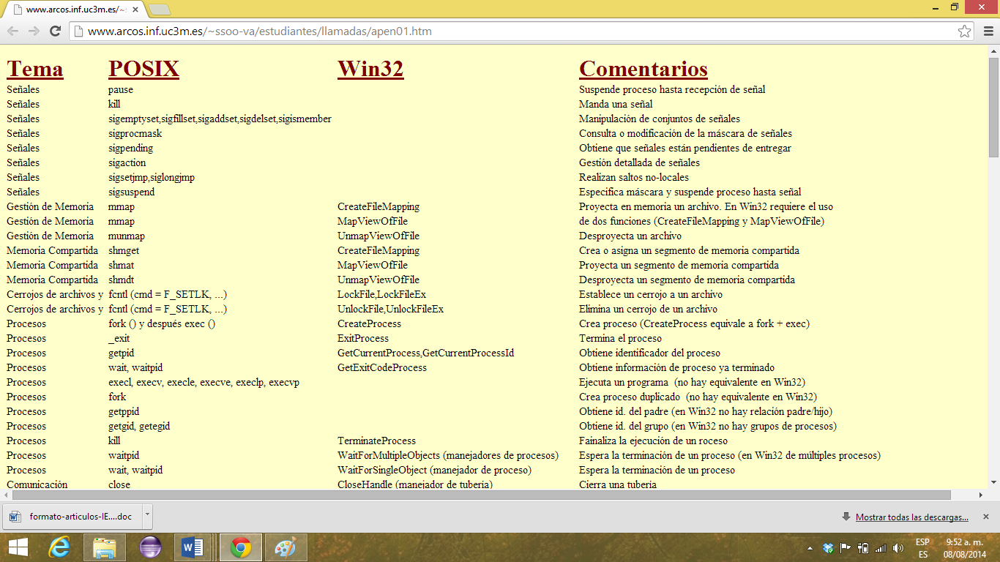 www.arcos.inf.uc3m.es/~s
www.arcos.inf.uc3m.es/~ssoo-va/estudiantes/llamadas/apen01.htm
Tema POSIX Win32 Comentarios
Señales pause Suspende proceso hasta recepción de señal
Señales kill Manda una señal
Señales sigemptyset,sigfillset,sigaddset,sigdelset,sigismember Manipulación de conjuntos de señales
Señales sigprocmask Consulta o modificación de la máscara de señales
Señales sigpending Obtiene que señales están pendientes de entregar
Señales sigaction Gestión detallada de señales
Señales sigsetjmp,siglongjmp Realizan saltos no-locales
Señales sigsuspend Especifica máscara y suspende proceso hasta señal
Gestión de Memoria mmap CreateFileMapping Proyecta en memoria un archivo. En Win32 requiere el uso
Gestión de Memoria mmap MapViewOfFile de dos funciones (CreateFileMapping y MapViewOfFile)
Gestión de Memoria munmap UnmapViewOfFile Desproyecta un archivo
Memoria Compartida shmget CreateFileMapping Crea o asigna un segmento de memoria compartida
Memoria Compartida shmat MapViewOfFile Proyecta un segmento de memoria compartida
Memoria Compartida shmdt UnmapViewOfFile Desproyecta un segmento de memoria compartida
Cerrojos de archivos y fcntl (cmd = F_SETLK, ...) LockFile,LockFileEx Establece un cerrojo a un archivo
Cerrojos de archivos y fcntl (cmd = F_SETLK, ...) UnlockFile,UnlockFileEx Elimina un cerrojo de un archivo
Procesos fork () y después exec () CreateProcess Crea proceso (CreateProcess equivale a fork + exec)
Procesos _exit ExitProcess Termina el proceso
Procesos getpid GetCurrentProcess,GetCurrentProcessId Obtiene identificador del proceso
Procesos wait, waitpid GetExitCodeProcess Obtiene información de proceso ya terminado
Procesos execl, execv, execle, execve, execlp, execvp Ejecuta un programa (no hay equivalente en Win32)
Procesos fork Crea proceso duplicado (no hay equivalente en Win32)
Procesos getppid Obtiene id. del padre (en Win32 no hay relación padre/hijo)
Procesos getgid, getegid Obtiene id. del grupo (en Win32 no hay grupos de procesos)
Procesos kill TerminateProcess Fainaliza la ejecución de un roceso
Procesos waitpid WaitForMultipleObjects (manejadores de procesos) Espera la terminación de un proceso (en Win32 de múltiples procesos)
Procesos wait, waitpid WaitForSingleObject (manejador de proceso) Espera la terminación de un proceso
Comunicación close CloseHandle (manejador de tuberia) Cierra una tuberia
formato-articulos-IE....doc Mostrar todas las descargas...
ESP 9:52 a. m.
ES 08/08/2014